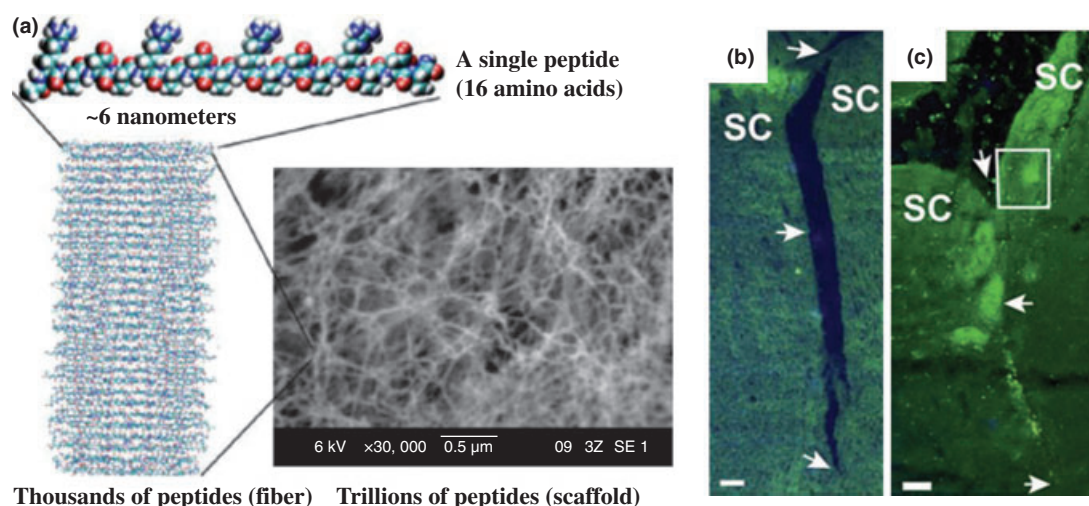 (a)
A single peptide
(16 amino acids)
~6 nanometers
6 kV ×30, 000 0.5 μm 09 3Z SE 1
Thousands of peptides (fiber) Trillions of peptides (scaffold)
(b)
SC
SC
(c)
SC
SC